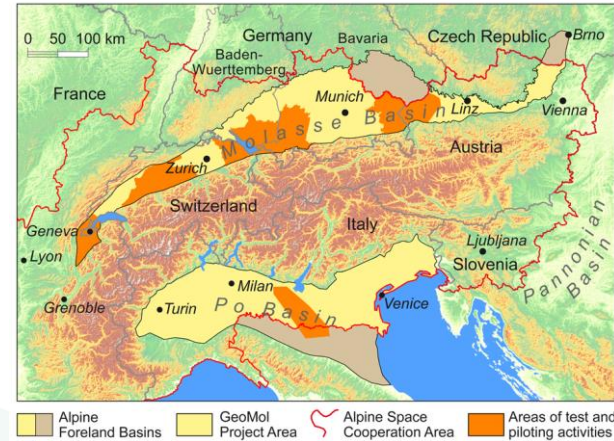 0 50 100 km
Germany
Bavaria
Czech Republic
Brno
Baden-
Wuerttemberg
France
Munich
Linz
Vienna
Molasse Basin
Zurich
Austria
Switzerland
Geneva
Italy
Lyon
Ljubljana
Slovenia
Pannonian
Basin
Grenoble
Milan
Turin
Venice
Po Basin
Alpine
Foreland Basins
GeoMol
Project Area
Alpine Space
Cooperation Area
Areas of test and
piloting activities